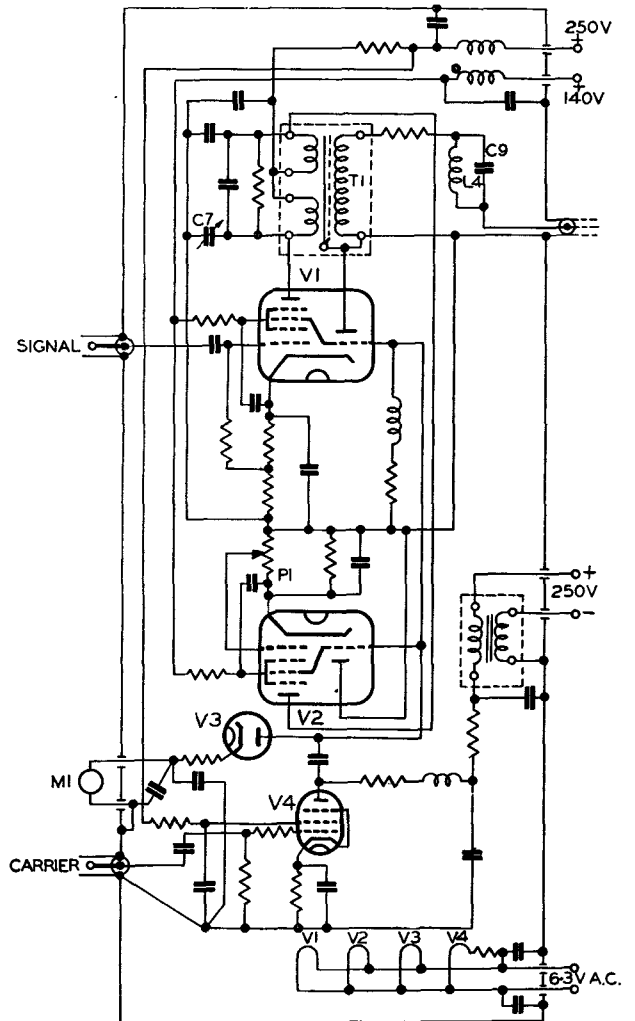 250V
+
+
140V
C9
L4
T1
C7
V1
SIGNAL
P1
+
250V
-
V3
V2
M1
V4
CARRIER
V1 V2 V3 V4
6·3V A.C.